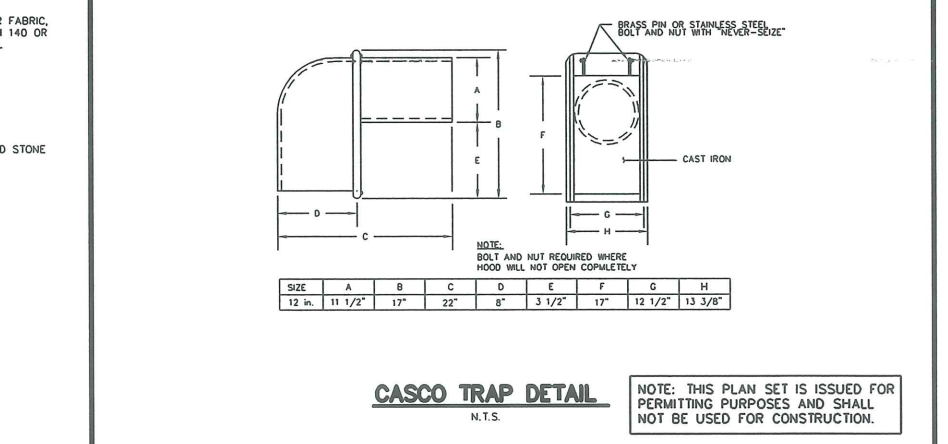 FABRIC,
140 OR
D STONE
BRASS PIN OR STAINLESS STEEL
BOLT AND NUT WITH "NEVER-SEIZE"
A
B
E
F
CAST IRON
D
C
G
H
NOTE:
BOLT AND NUT REQUIRED WHERE
HOOD WILL NOT OPEN COPMLETELY
SIZE A B C D E F G H
12 in. 11 1/2" 17" 22" 8" 3 1/2" 17" 12 1/2" 13 3/8"
CASCO TRAP DETAIL
N.T.S.
NOTE: THIS PLAN SET IS ISSUED FOR
PERMITTING PURPOSES AND SHALL
NOT BE USED FOR CONSTRUCTION.